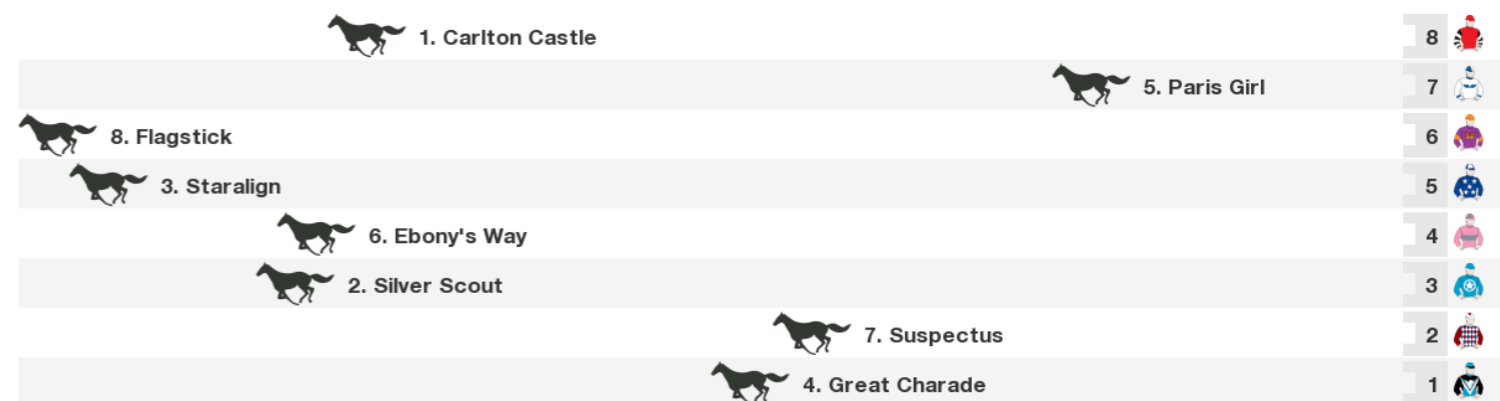 1. Carlton Castle 8
5. Paris Girl 7
8. Flagstick 6
3. Staralign 5
6. Ebony's Way 4
2. Silver Scout 3
7. Suspectus 2
4. Great Charade 1